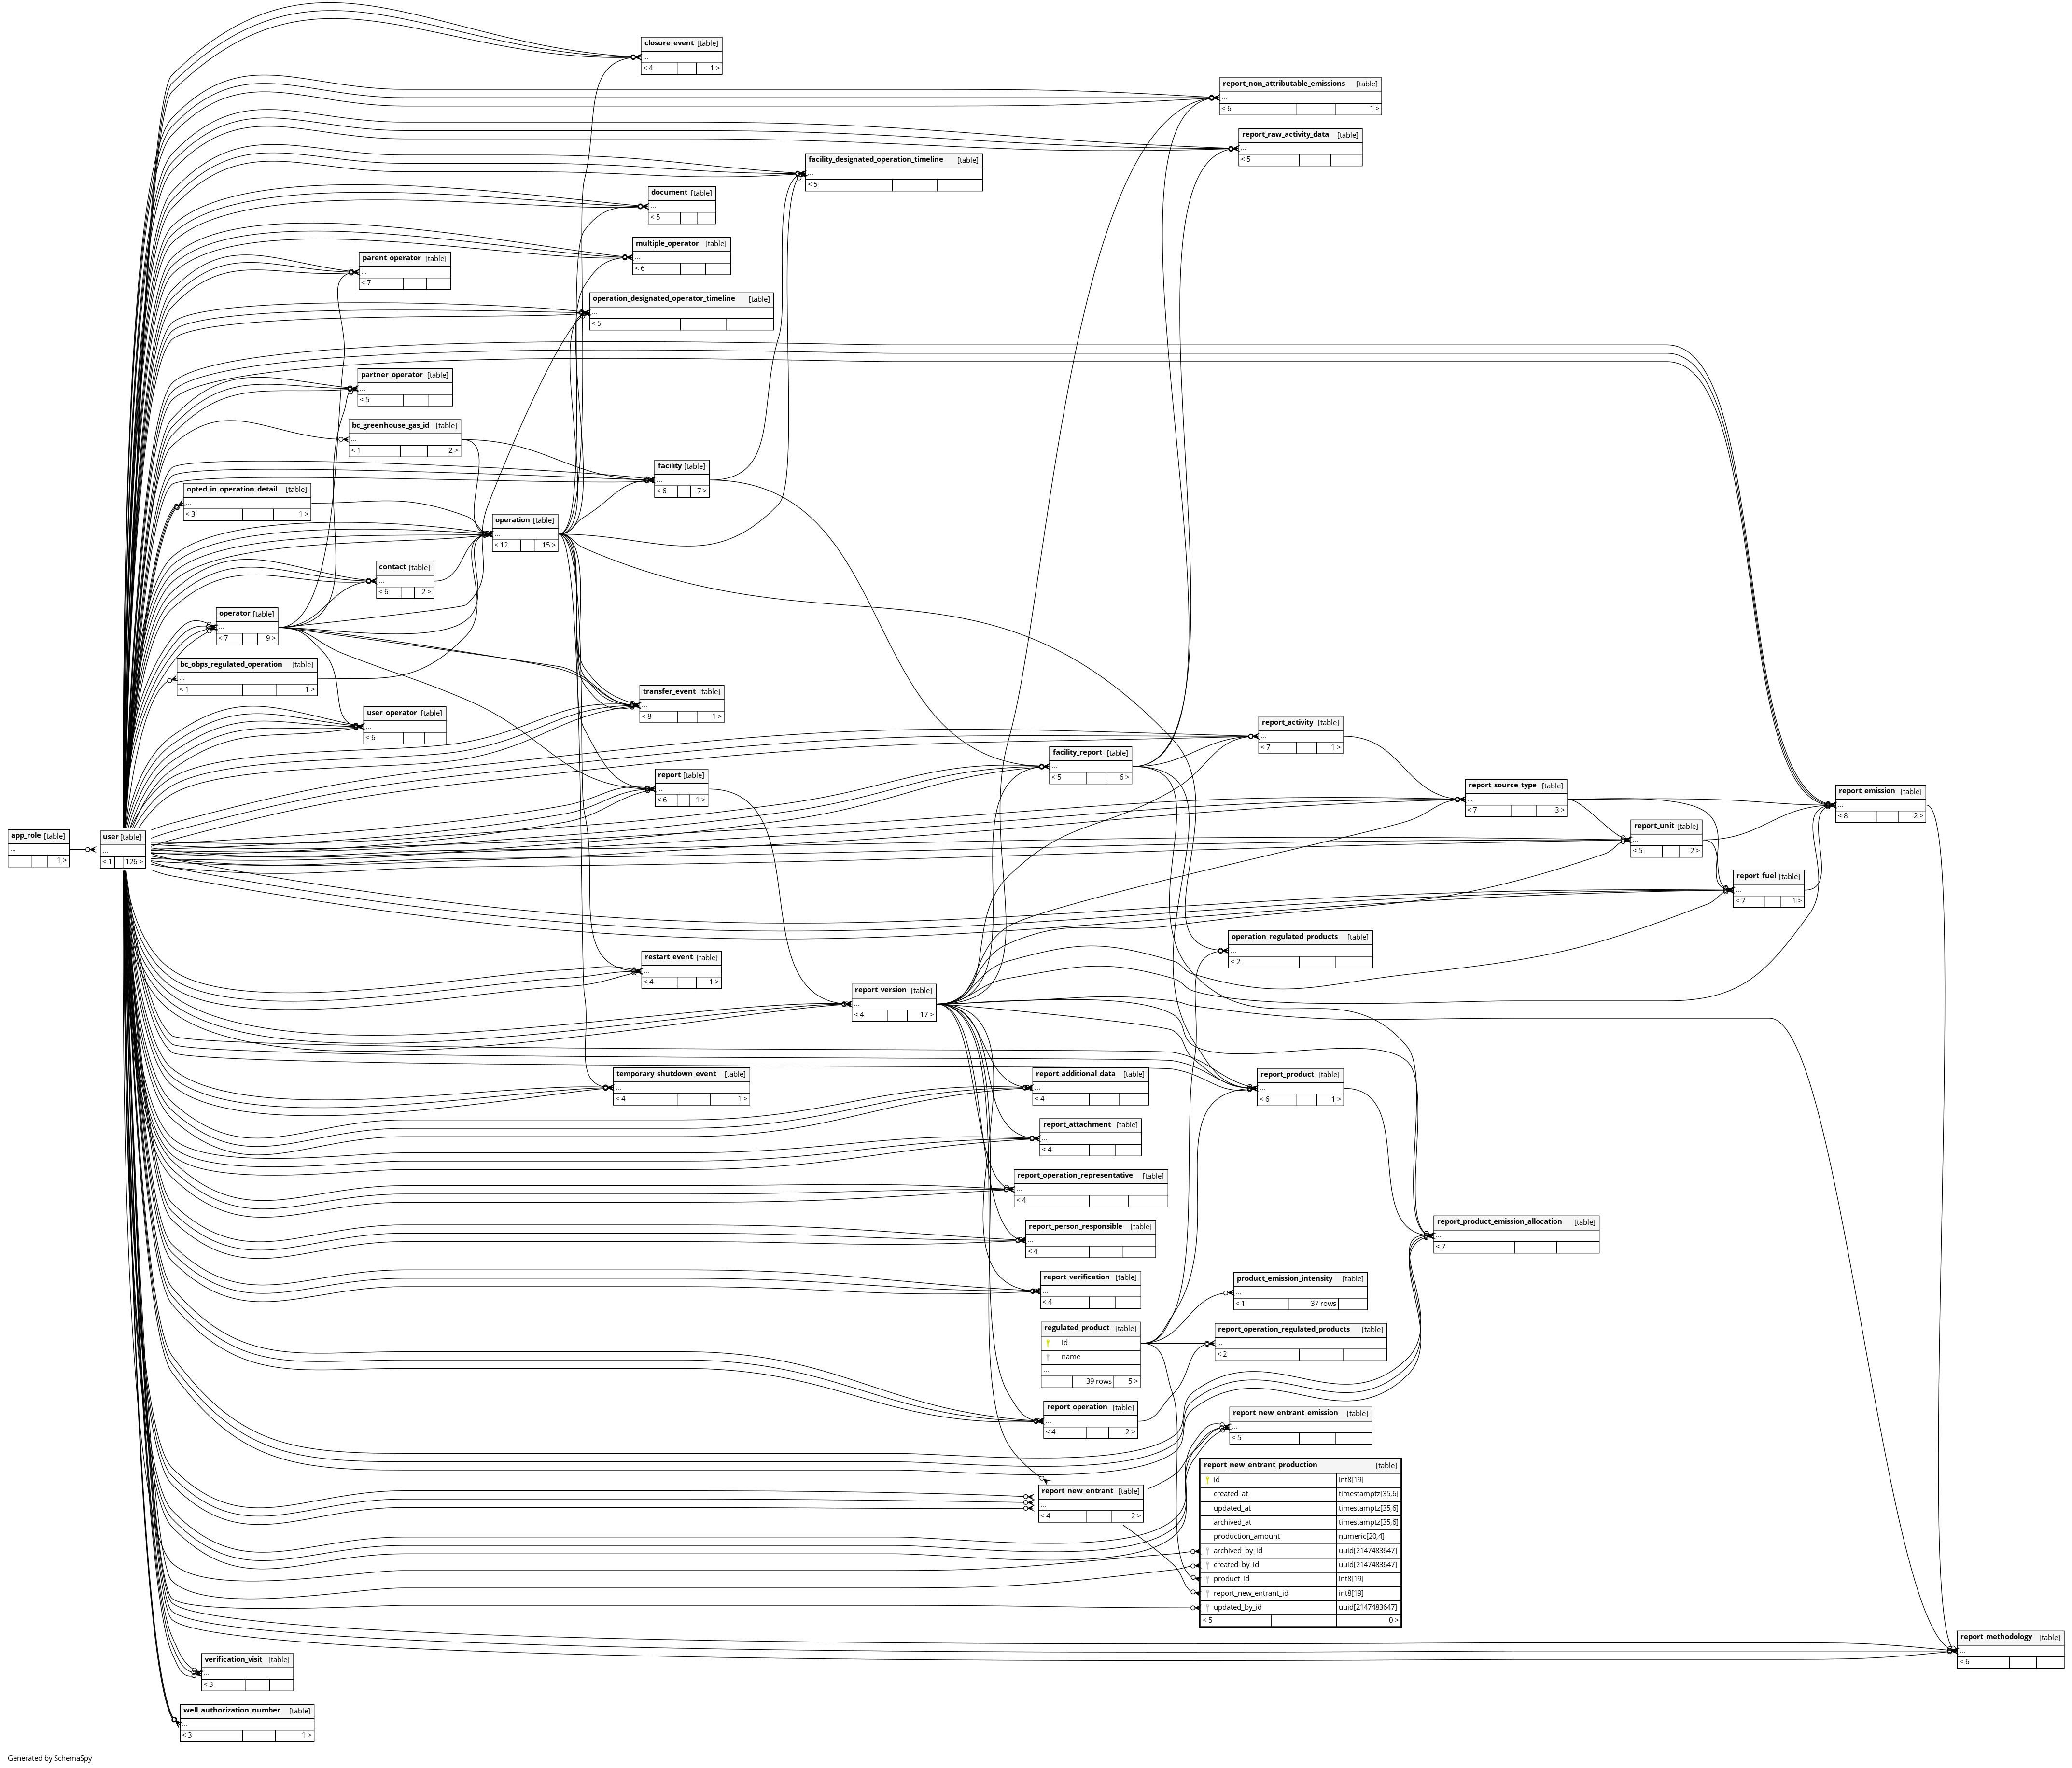 closure_event [table]
...
< 4 1 >
report_non_attributable_emissions [table]
...
< 6 1 >
report_raw_activity_data [table]
...
< 5
facility_designated_operation_timeline [table]
...
< 5
document [table]
...
< 5
multiple_operator [table]
...
< 6
parent_operator [table]
...
< 7
operation_designated_operator_timeline [table]
...
< 5
partner_operator [table]
...
< 5
bc_greenhouse_gas_id [table]
...
< 1 2 >
facility [table]
...
< 6 7 >
opted_in_operation_detail [table]
...
< 3 1 >
operation [table]
...
< 12 15 >
contact [table]
...
< 6 2 >
operator [table]
...
< 7 9 >
bc_obps_regulated_operation [table]
...
< 1 1 >
transfer_event [table]
...
< 8 1 >
user_operator [table]
...
< 6
report_activity [table]
...
< 7 1 >
facility_report [table]
...
< 5 6 >
report [table]
...
< 6 1 >
report_source_type [table]
...
< 7 3 >
report_emission [table]
...
< 8 2 >
report_unit [table]
...
< 5 2 >
app_role [table]
...
1 >
user [table]
...
< 1 126 >
report_fuel [table]
...
< 7 1 >
operation_regulated_products [table]
...
< 2
restart_event [table]
...
< 4 1 >
report_version [table]
...
< 4 17 >
temporary_shutdown_event [table]
...
< 4 1 >
report_additional_data [table]
...
< 4
report_product [table]
...
< 6 1 >
report_attachment [table]
...
< 4
report_operation_representative [table]
...
< 4
report_person_responsible [table]
...
< 4
report_product_emission_allocation [table]
...
< 7
report_verification [table]
...
< 4
product_emission_intensity [table]
...
< 1 37 rows
regulated_product [table]
id
name
...
39 rows 5 >
report_operation_regulated_products [table]
...
< 2
report_operation [table]
...
< 4 2 >
report_new_entrant_emission [table]
...
< 5
report_new_entrant [table]
...
< 4 2 >
report_new_entrant_production [table]
id int8[19]
created_at timestamptz[35,6]
updated_at timestamptz[35,6]
archived_at timestamptz[35,6]
production_amount numeric[20,4]
archived_by_id uuid[2147483647]
created_by_id uuid[2147483647]
product_id int8[19]
report_new_entrant_id int8[19]
updated_by_id uuid[2147483647]
< 5 0 >
report_methodology [table]
...
< 6
verification_visit [table]
...
< 3
well_authorization_number [table]
...
< 3 1 >
Generated by SchemaSpy